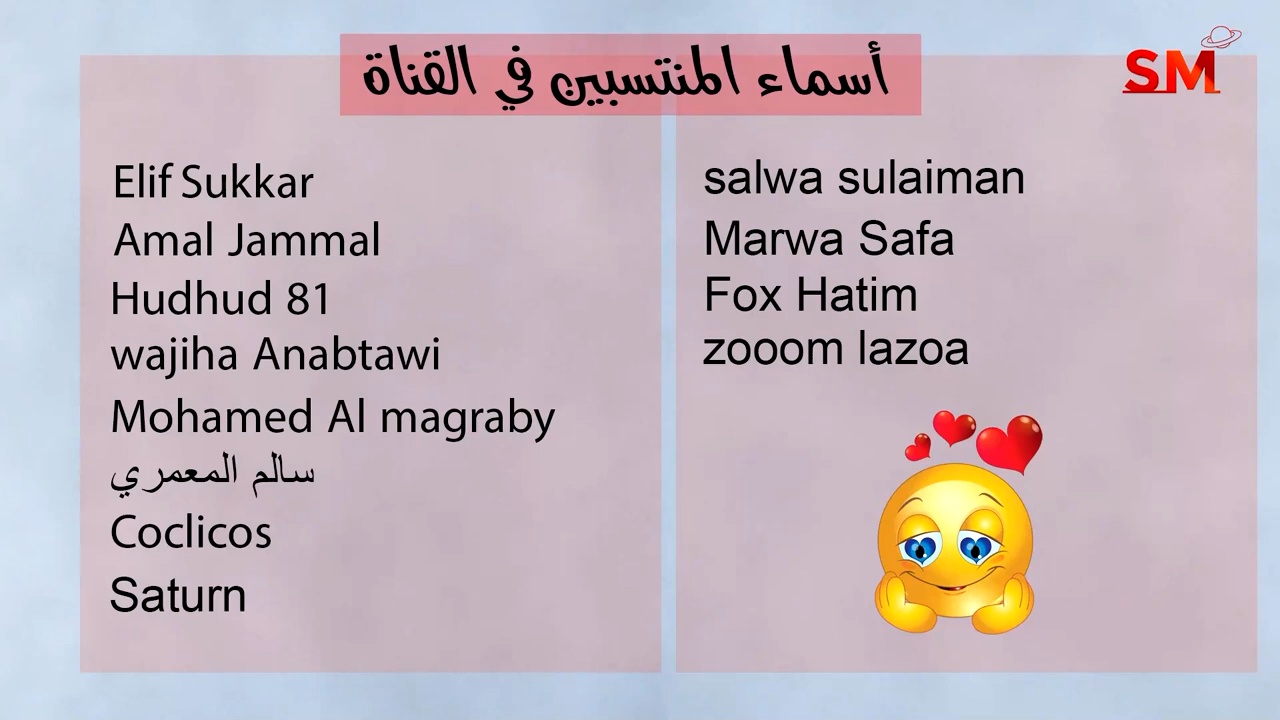 أسماء المنتسبين في القناة
SM
Elif Sukkar
Amal Jammal
Hudhud 81
wajiha Anabtawi
Mohamed Al magraby
سالم المعمري
Coclicos
Saturn
salwa sulaiman
Marwa Safa
Fox Hatim
zooom lazoa